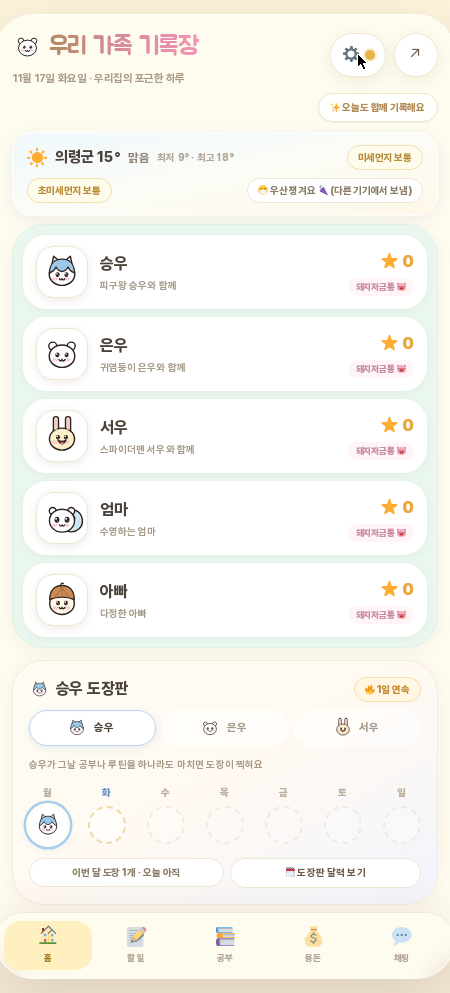 우리 가족 기록장
11월 17일 화요일 · 우리집의 포근한 하루
✨오늘도 함께 기록해요
의령군 15° 맑음 최저 9° · 최고 18°
미세먼지 보통
초미세먼지 보통
우산챙겨요 (다른 기기에서 보냄)
승우
0
피구왕 승우와 함께
돼지저금통
은우
0
귀염둥이 은우와 함께
돼지저금통
서우
0
스파이더맨 서우와 함께
돼지저금통
엄마
0
수영하는 엄마
돼지저금통
아빠
0
다정한 아빠
돼지저금통
승우 도장판
1일 연속
승우 은우 서우
승우가 그날 공부나 루틴을 하나라도 마치면 도장이 찍혀요
월 화 수 목 금 토 일
이번 달 도장 1개 · 오늘 아직
도장판 달력 보기
홈 할 일 공부 용돈 채팅